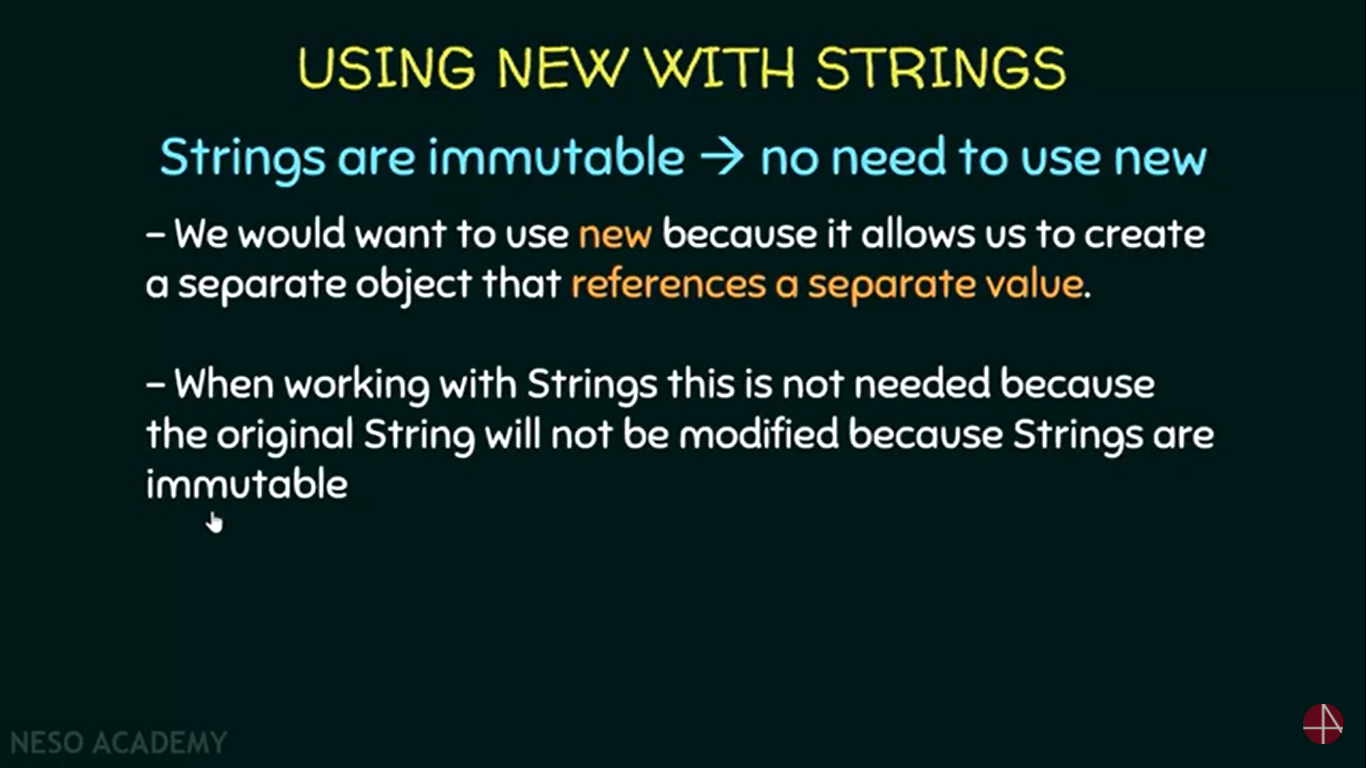 USING NEW WITH STRINGS
Strings are immutable → no need to use new
– We would want to use new because it allows us to create
a separate object that references a separate value.
– When working with Strings this is not needed because
the original String will not be modified because Strings are
immutable
NESO ACADEMY